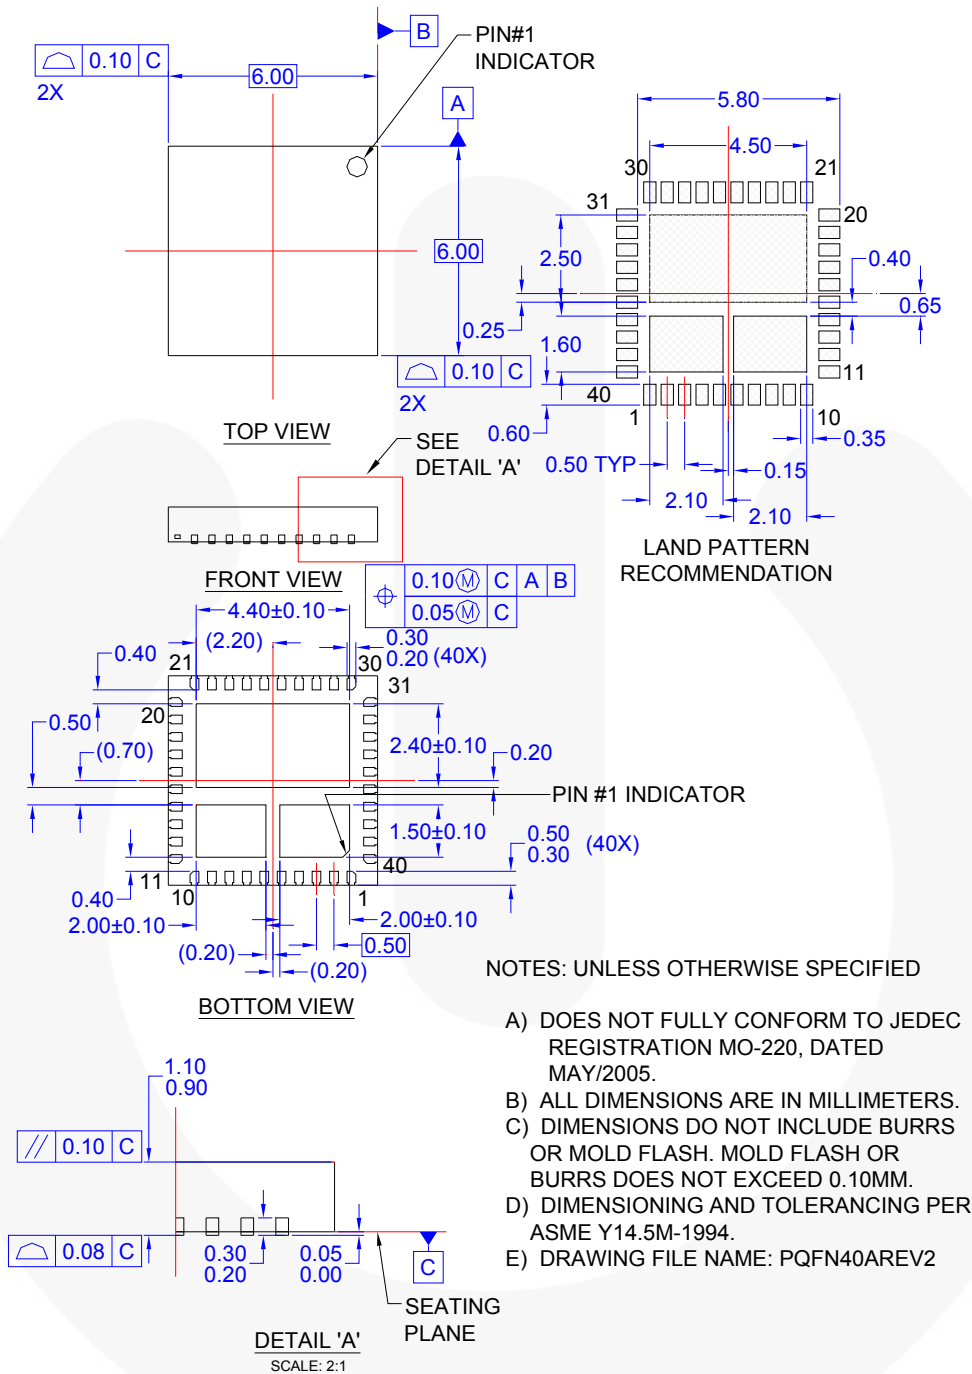 B
PIN#1
INDICATOR
0.10 C
2X
6.00
A
6.00
0.10 C
2X
TOP VIEW
5.80
4.50
30
21
31
20
2.50
0.40
0.65
0.25
1.60
40
11
1
10
0.60
0.35
0.50 TYP
0.15
2.10
2.10
LAND PATTERN
RECOMMENDATION
SEE
DETAIL 'A'
FRONT VIEW
0.10Ⓜ C A B
0.05Ⓜ C
4.40±0.10
(2.20)
0.30
0.20 (40X)
0.40
21
30
31
20
0.50
(0.70)
2.40±0.10
0.20
PIN #1 INDICATOR
1.50±0.10
0.50
0.30 (40X)
40
11
10
1
0.40
2.00±0.10
2.00±0.10
0.50
(0.20)
(0.20)
BOTTOM VIEW
NOTES: UNLESS OTHERWISE SPECIFIED
A) DOES NOT FULLY CONFORM TO JEDEC
REGISTRATION MO-220, DATED
MAY/2005.
B) ALL DIMENSIONS ARE IN MILLIMETERS.
C) DIMENSIONS DO NOT INCLUDE BURRS
OR MOLD FLASH. MOLD FLASH OR
BURRS DOES NOT EXCEED 0.10MM.
D) DIMENSIONING AND TOLERANCING PER
ASME Y14.5M-1994.
E) DRAWING FILE NAME: PQFN40AREV2
1.10
0.90
// 0.10 C
0.08 C
0.30
0.20
0.05
0.00
C
SEATING
PLANE
DETAIL 'A'
SCALE: 2:1